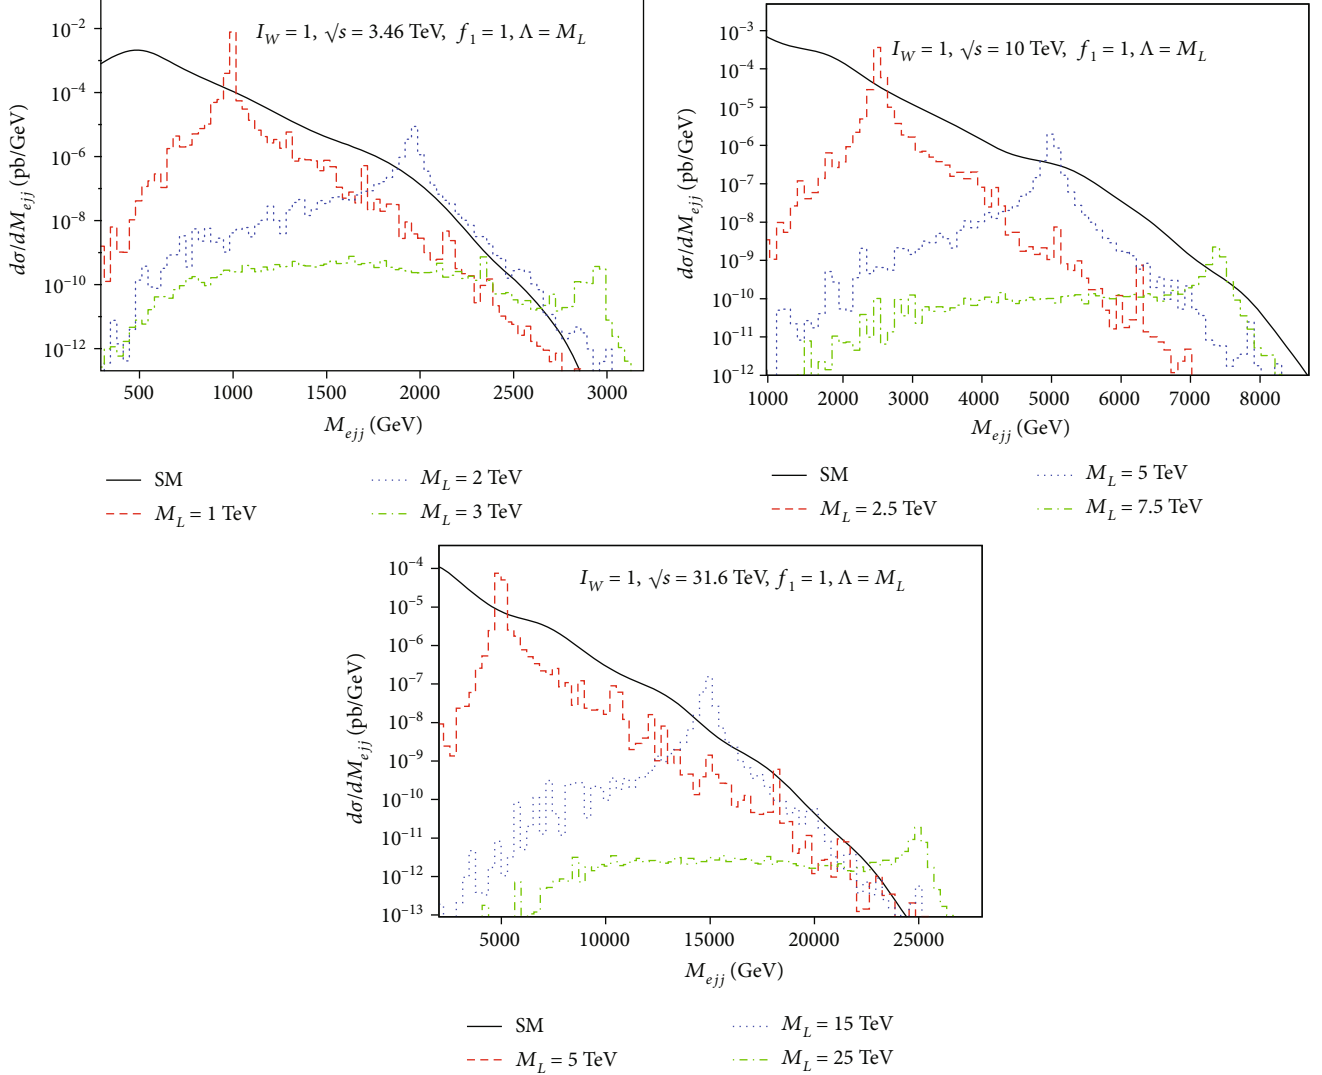 I_W = 1, √s = 3.46 TeV, f_1 = 1, Λ = M_L
dσ/dM_ejj (pb/GeV)
10^−2
10^−4
10^−6
10^−8
10^−10
10^−12
500 1000 1500 2000 2500 3000
M_ejj (GeV)
SM
M_L = 1 TeV
M_L = 2 TeV
M_L = 3 TeV
I_W = 1, √s = 10 TeV, f_1 = 1, Λ = M_L
dσ/dM_ejj (pb/GeV)
10^−3
10^−4
10^−5
10^−6
10^−7
10^−8
10^−9
10^−10
10^−11
10^−12
1000 2000 3000 4000 5000 6000 7000 8000
M_ejj (GeV)
SM
M_L = 2.5 TeV
M_L = 5 TeV
M_L = 7.5 TeV
I_W = 1, √s = 31.6 TeV, f_1 = 1, Λ = M_L
dσ/dM_ejj (pb/GeV)
10^−4
10^−5
10^−6
10^−7
10^−8
10^−9
10^−10
10^−11
10^−12
10^−13
5000 10000 15000 20000 25000
M_ejj (GeV)
SM
M_L = 5 TeV
M_L = 15 TeV
M_L = 25 TeV